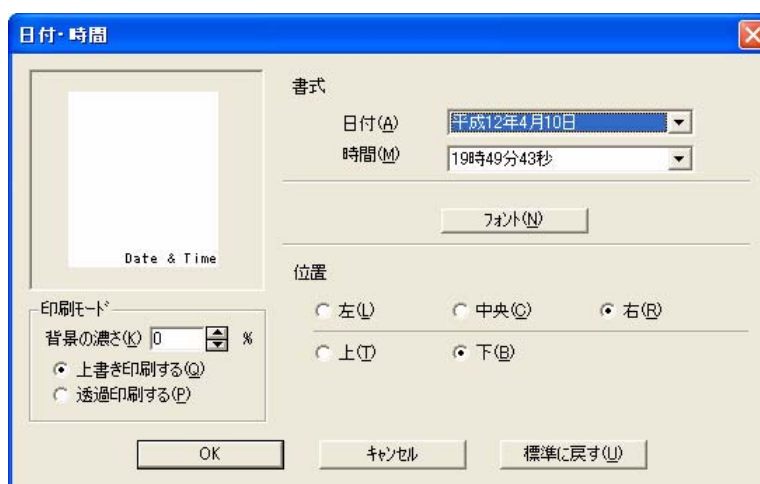 日付・時間
書式
日付(A) 平成12年4月10日
時間(M) 19時49分43秒
フォント(N)
Date & Time
位置
左(L) 中央(C) 右(R)
上(T) 下(B)
印刷モード
背景の濃さ(K) 0 %
上書き印刷する(O)
透過印刷する(P)
OK キャンセル 標準に戻す(U)